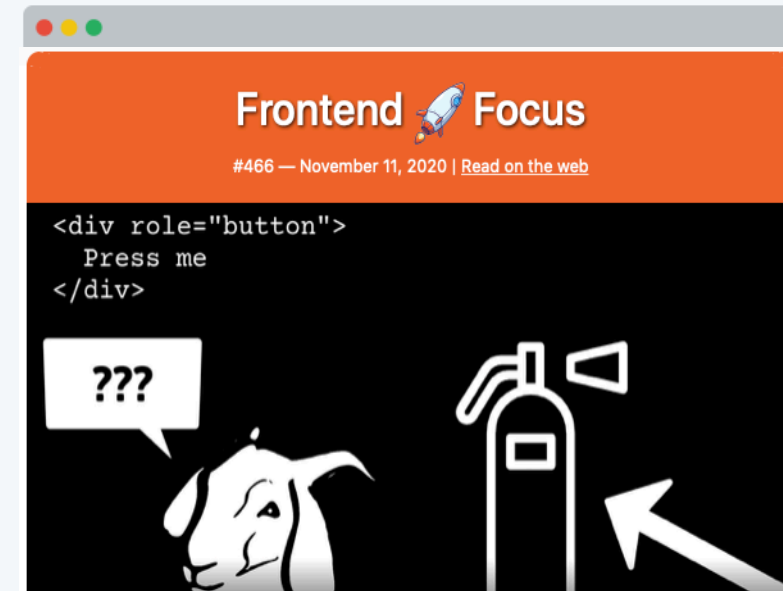 Frontend Focus
#466 — November 11, 2020 | Read on the web
<div role="button">
  Press me
</div>
???